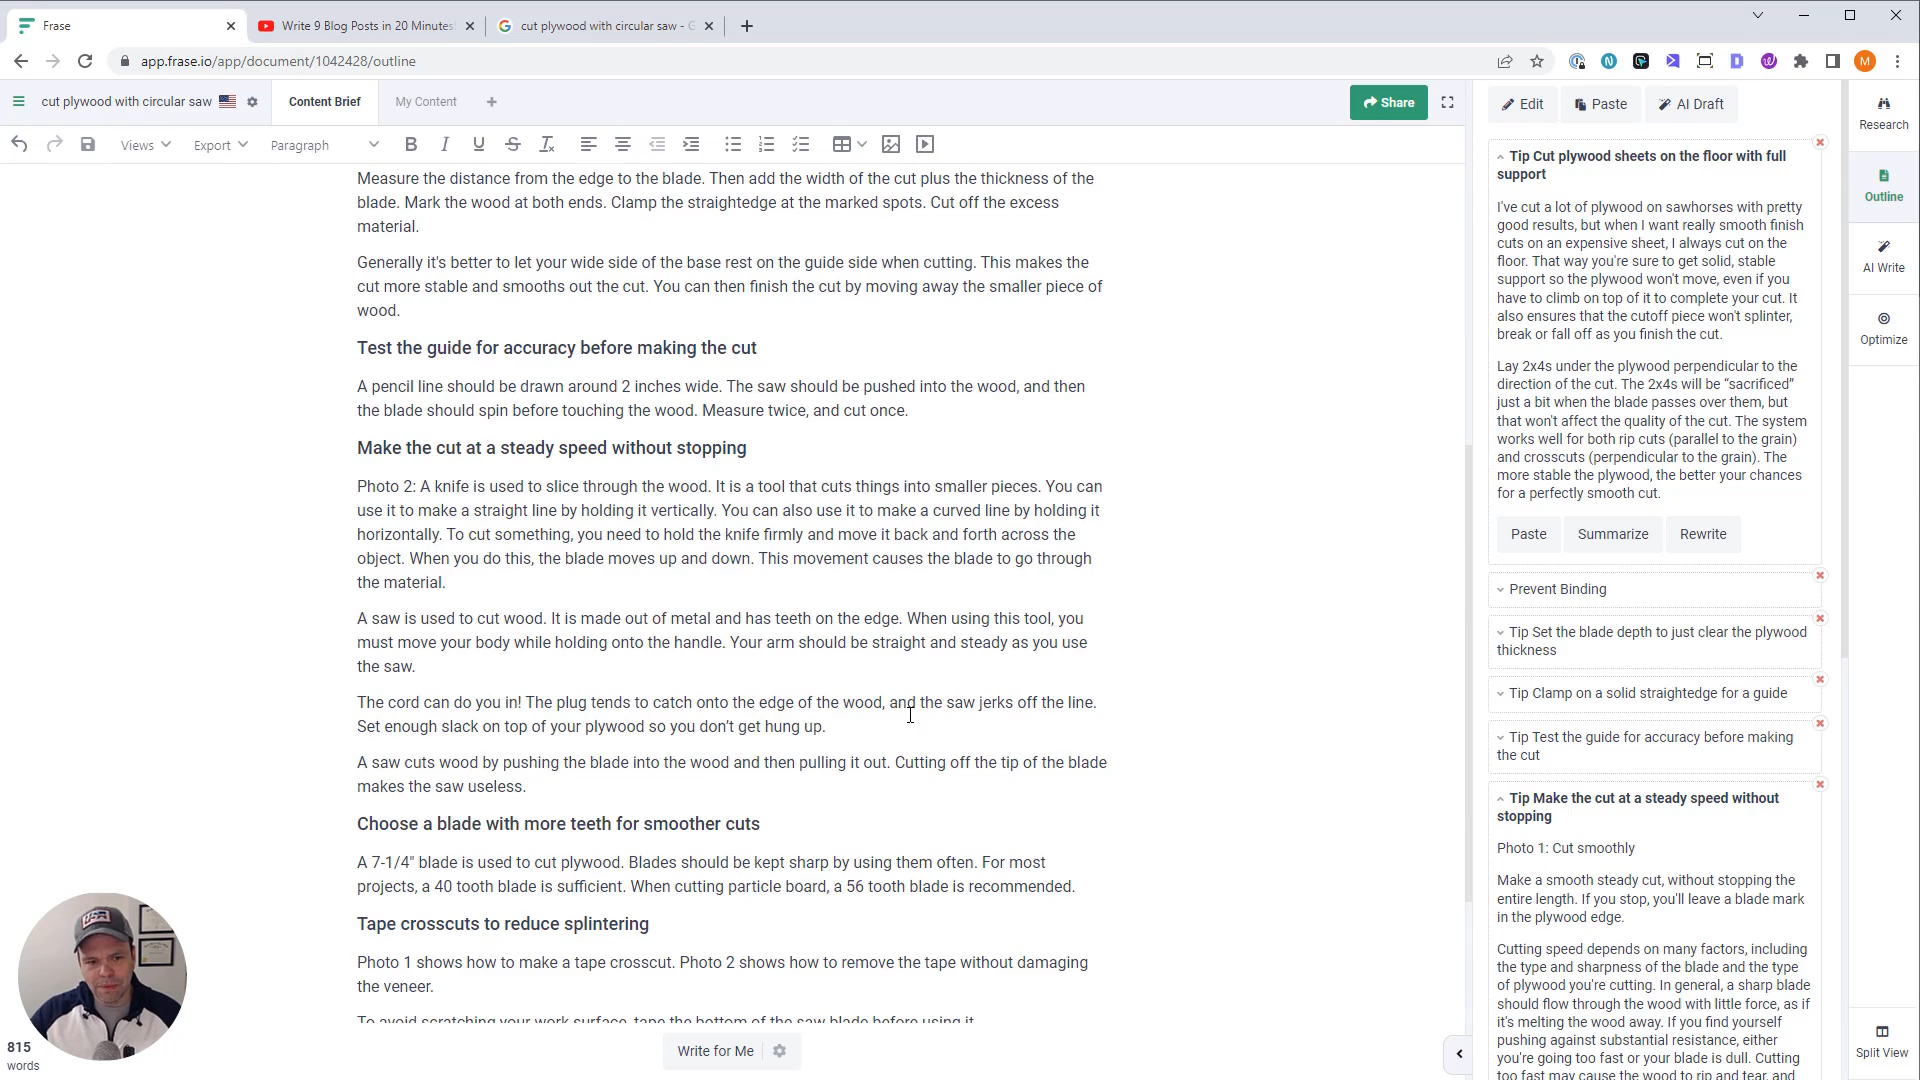 Frase
Write 9 Blog Posts in 20 Minutes
cut plywood with circular saw - G
app.frase.io/app/document/1042428/outline
M
cut plywood with circular saw
Content Brief
My Content
Share
Views
Export
Paragraph
B
I
U
S
Measure the distance from the edge to the blade. Then add the width of the cut plus the thickness of the
blade. Mark the wood at both ends. Clamp the straightedge at the marked spots. Cut off the excess
material.
Generally it's better to let your wide side of the base rest on the guide side when cutting. This makes the
cut more stable and smooths out the cut. You can then finish the cut by moving away the smaller piece of
wood.
Test the guide for accuracy before making the cut
A pencil line should be drawn around 2 inches wide. The saw should be pushed into the wood, and then
the blade should spin before touching the wood. Measure twice, and cut once.
Make the cut at a steady speed without stopping
Photo 2: A knife is used to slice through the wood. It is a tool that cuts things into smaller pieces. You can
use it to make a straight line by holding it vertically. You can also use it to make a curved line by holding it
horizontally. To cut something, you need to hold the knife firmly and move it back and forth across the
object. When you do this, the blade moves up and down. This movement causes the blade to go through
the material.
A saw is used to cut wood. It is made out of metal and has teeth on the edge. When using this tool, you
must move your body while holding onto the handle. Your arm should be straight and steady as you use
the saw.
The cord can do you in! The plug tends to catch onto the edge of the wood, and the saw jerks off the line.
Set enough slack on top of your plywood so you don't get hung up.
A saw cuts wood by pushing the blade into the wood and then pulling it out. Cutting off the tip of the blade
makes the saw useless.
Choose a blade with more teeth for smoother cuts
A 7-1/4" blade is used to cut plywood. Blades should be kept sharp by using them often. For most
projects, a 40 tooth blade is sufficient. When cutting particle board, a 56 tooth blade is recommended.
Tape crosscuts to reduce splintering
Photo 1 shows how to make a tape crosscut. Photo 2 shows how to remove the tape without damaging
the veneer.
To avoid scratching your work surface, tape the bottom of the saw blade before using it.
815
words
Write for Me
Edit
Paste
AI Draft
Tip Cut plywood sheets on the floor with full
support
I've cut a lot of plywood on sawhorses with pretty
good results, but when I want really smooth finish
cuts on an expensive sheet, I always cut on the
floor. That way you're sure to get solid, stable
support so the plywood won't move, even if you
have to climb on top of it to complete your cut. It
also ensures that the cutoff piece won't splinter,
break or fall off as you finish the cut.
Lay 2x4s under the plywood perpendicular to the
direction of the cut. The 2x4s will be “sacrificed”
just a bit when the blade passes over them, but
that won't affect the quality of the cut. The system
works well for both rip cuts (parallel to the grain)
and crosscuts (perpendicular to the grain). The
more stable the plywood, the better your chances
for a perfectly smooth cut.
Paste
Summarize
Rewrite
Prevent Binding
Tip Set the blade depth to just clear the plywood
thickness
Tip Clamp on a solid straightedge for a guide
Tip Test the guide for accuracy before making
the cut
Tip Make the cut at a steady speed without
stopping
Photo 1: Cut smoothly
Make a smooth steady cut, without stopping the
entire length. If you stop, you'll leave a blade mark
in the plywood edge.
Cutting speed depends on many factors, including
the type and sharpness of the blade and the type
of plywood you're cutting. In general, a sharp blade
should flow through the wood with little force, as if
it's melting the wood away. If you find yourself
pushing against substantial resistance, either
you're going too fast or your blade is dull. Cutting
too fast may cause the wood to rip and tear, and
Research
Outline
AI Write
Optimize
Split View